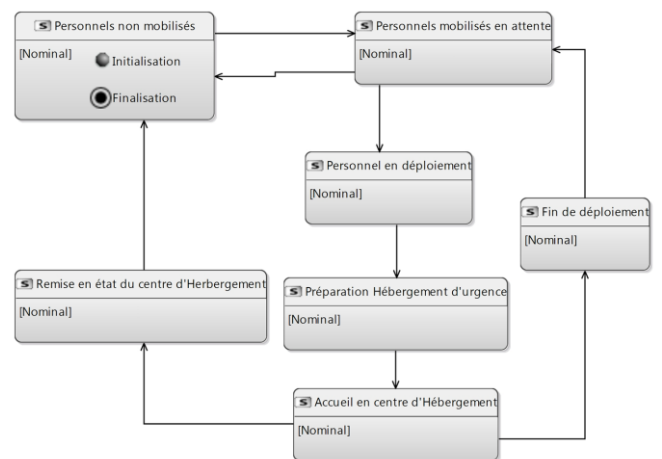 Personnels non mobilisés
[Nominal]
Initialisation
Finalisation
Personnels mobilisés en attente
[Nominal]
Personnel en déploiement
[Nominal]
Fin de déploiement
[Nominal]
Remise en état du centre d'Herbergement
[Nominal]
Préparation Hébergement d'urgence
[Nominal]
Accueil en centre d'Hébergement
[Nominal]